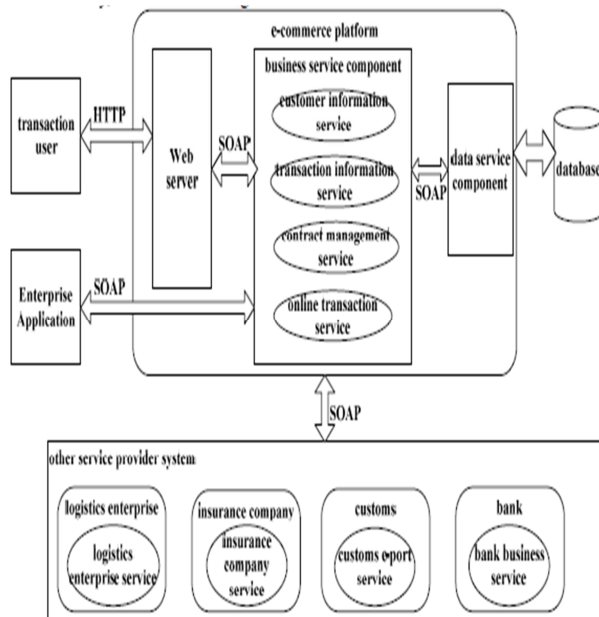 e-commerce platform
business service component
customer information
service
transaction information
service
contract management
service
online transaction
service
transaction
user
HTTP
Web
server
SOAP
SOAP
data service
component
database
Enterprise
Application
SOAP
SOAP
other service provider system
logistics enterprise
logistics
enterprise service
insurance company
insurance
company
service
customs
customs e-port
service
bank
bank business
service